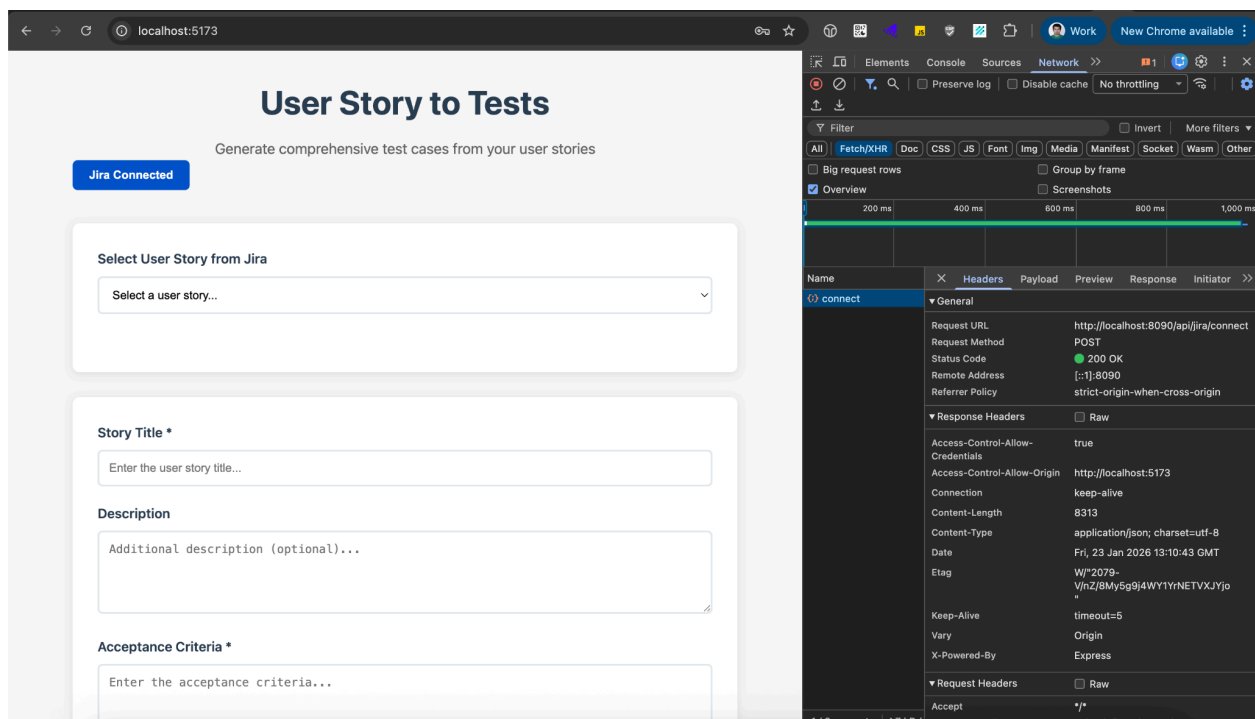 localhost:5173
Work
New Chrome available
User Story to Tests
Generate comprehensive test cases from your user stories
Jira Connected
Select User Story from Jira
Select a user story...
Story Title *
Enter the user story title...
Description
Additional description (optional)...
Acceptance Criteria *
Enter the acceptance criteria...
Elements Console Sources Network 1
Preserve log Disable cache No throttling
Filter Invert More filters
All Fetch/XHR Doc CSS JS Font Img Media Manifest Socket Wasm Other
Big request rows Group by frame
Overview Screenshots
200 ms 400 ms 600 ms 800 ms 1,000 ms
Name Headers Payload Preview Response Initiator
connect
General
Request URL http://localhost:8090/api/jira/connect
Request Method POST
Status Code 200 OK
Remote Address [::1]:8090
Referrer Policy strict-origin-when-cross-origin
Response Headers Raw
Access-Control-Allow-Credentials true
Access-Control-Allow-Origin http://localhost:5173
Connection keep-alive
Content-Length 8313
Content-Type application/json; charset=utf-8
Date Fri, 23 Jan 2026 13:10:43 GMT
Etag W/"2079-
V/nZ/8My5g9j4WY1YrNETVXJYjo
"
Keep-Alive timeout=5
Vary Origin
X-Powered-By Express
Request Headers Raw
Accept */*